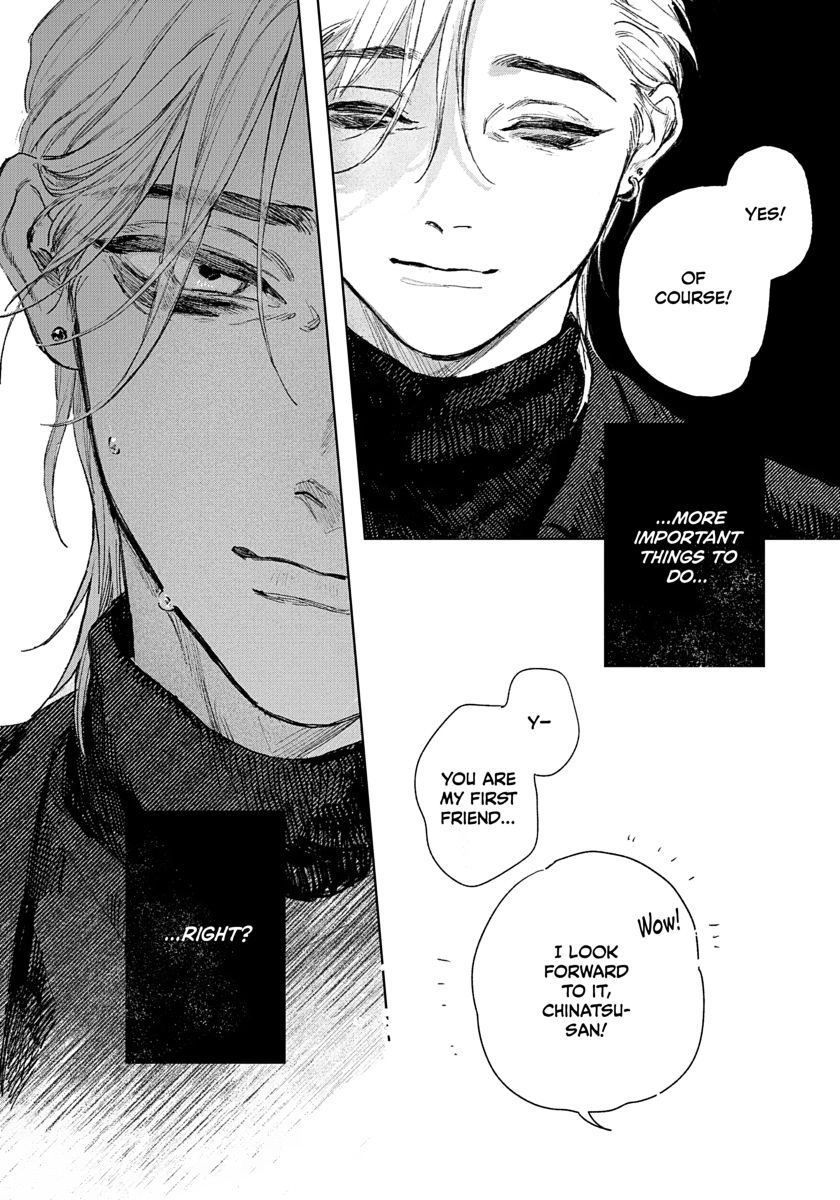 YES!
OF
COURSE!
...MORE
IMPORTANT
THINGS TO
DO...
Y-
YOU ARE
MY FIRST
FRIEND...
Wow!
I LOOK
FORWARD
TO IT,
CHINATSU-
SAN!
...RIGHT?